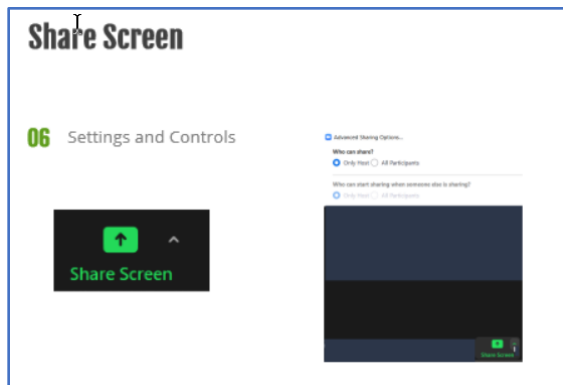 Share Screen
06 Settings and Controls
Share Screen
Advanced Sharing Options...
Who can share?
Only Host All Participants
Who can start sharing when someone else is sharing?
Only Host All Participants
Share Screen